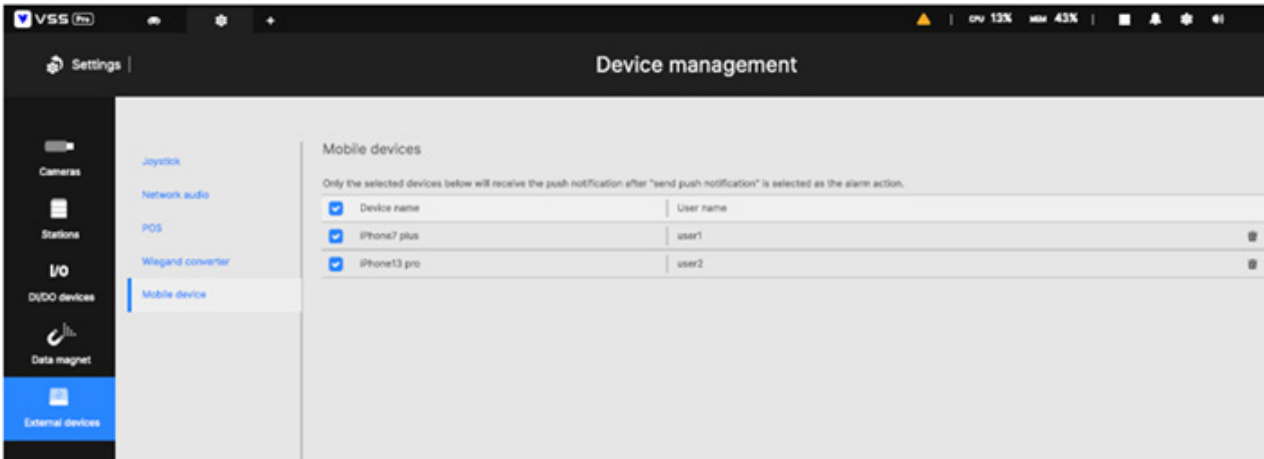 VSS Pro
CPU 13% MEM 43%
Settings
Device management
Cameras
Stations
I/O
DI/DO devices
Data magnet
External devices
Joystick
Network audio
POS
Wiegand converter
Mobile device
Mobile devices
Only the selected devices below will receive the push notification after "send push notification" is selected as the alarm action.
Device name User name
iPhone7 plus user1
iPhone13 pro user2